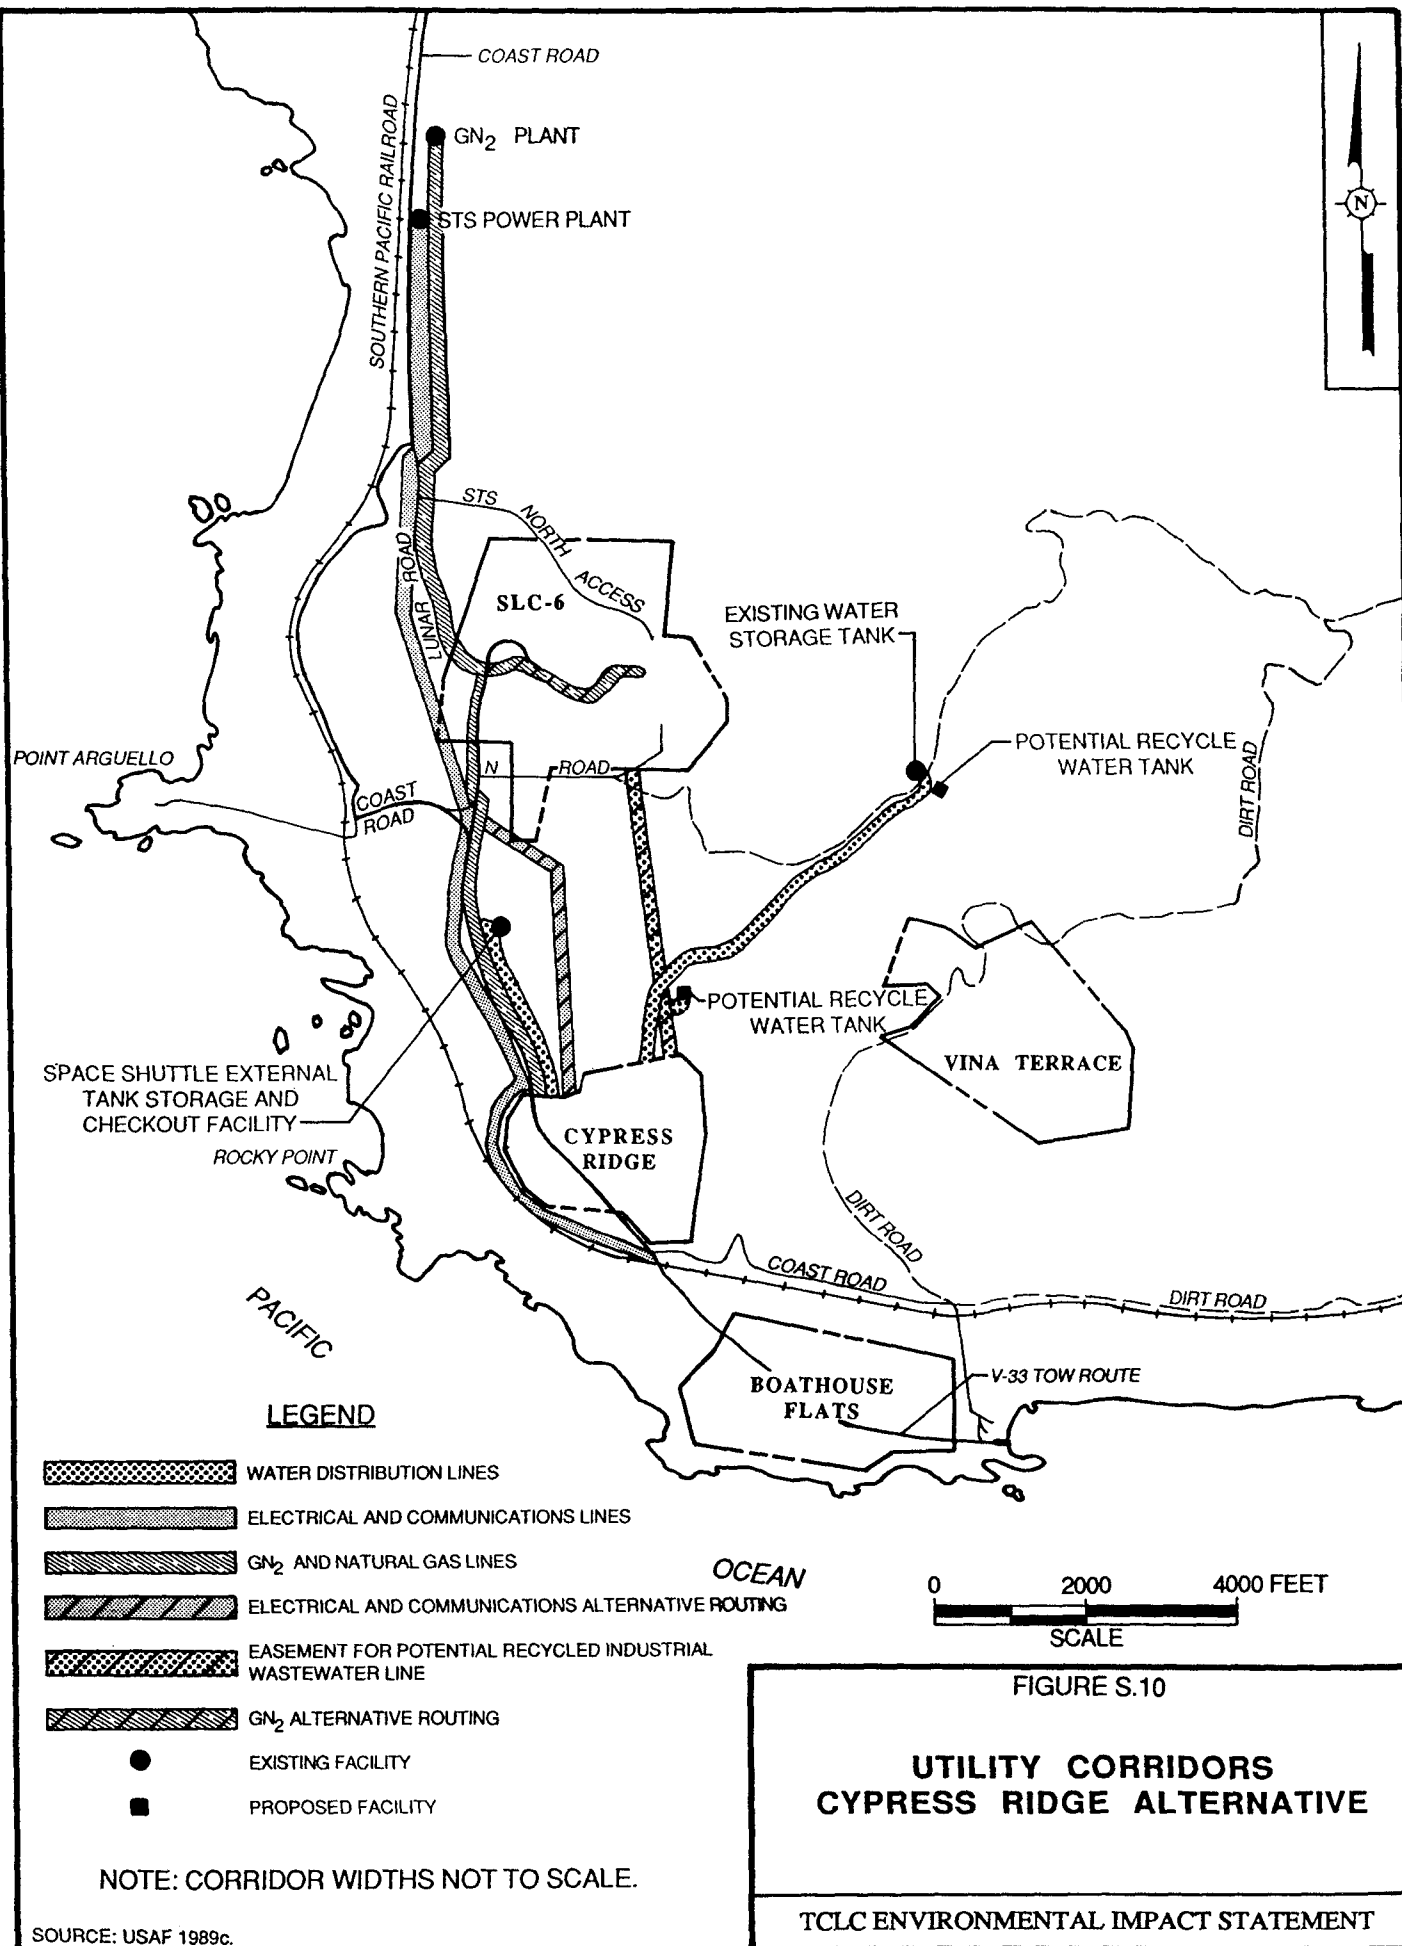 COAST ROAD
SOUTHERN PACIFIC RAILROAD
GN2 PLANT
STS POWER PLANT
N
STS NORTH ACCESS
LUNAR ROAD
SLC-6
EXISTING WATER
STORAGE TANK
POTENTIAL RECYCLE
WATER TANK
POINT ARGUELLO
N ROAD
COAST
ROAD
DIRT ROAD
POTENTIAL RECYCLE
WATER TANK
VINA TERRACE
SPACE SHUTTLE EXTERNAL
TANK STORAGE AND
CHECKOUT FACILITY
ROCKY POINT
CYPRESS
RIDGE
DIRT ROAD
COAST ROAD
DIRT ROAD
PACIFIC
BOATHOUSE
FLATS
V-33 TOW ROUTE
OCEAN
LEGEND
WATER DISTRIBUTION LINES
ELECTRICAL AND COMMUNICATIONS LINES
GN2 AND NATURAL GAS LINES
ELECTRICAL AND COMMUNICATIONS ALTERNATIVE ROUTING
EASEMENT FOR POTENTIAL RECYCLED INDUSTRIAL
WASTEWATER LINE
GN2 ALTERNATIVE ROUTING
EXISTING FACILITY
PROPOSED FACILITY
0 2000 4000 FEET
SCALE
NOTE: CORRIDOR WIDTHS NOT TO SCALE.
SOURCE: USAF 1989c.
FIGURE S.10
UTILITY CORRIDORS
CYPRESS RIDGE ALTERNATIVE
TCLC ENVIRONMENTAL IMPACT STATEMENT